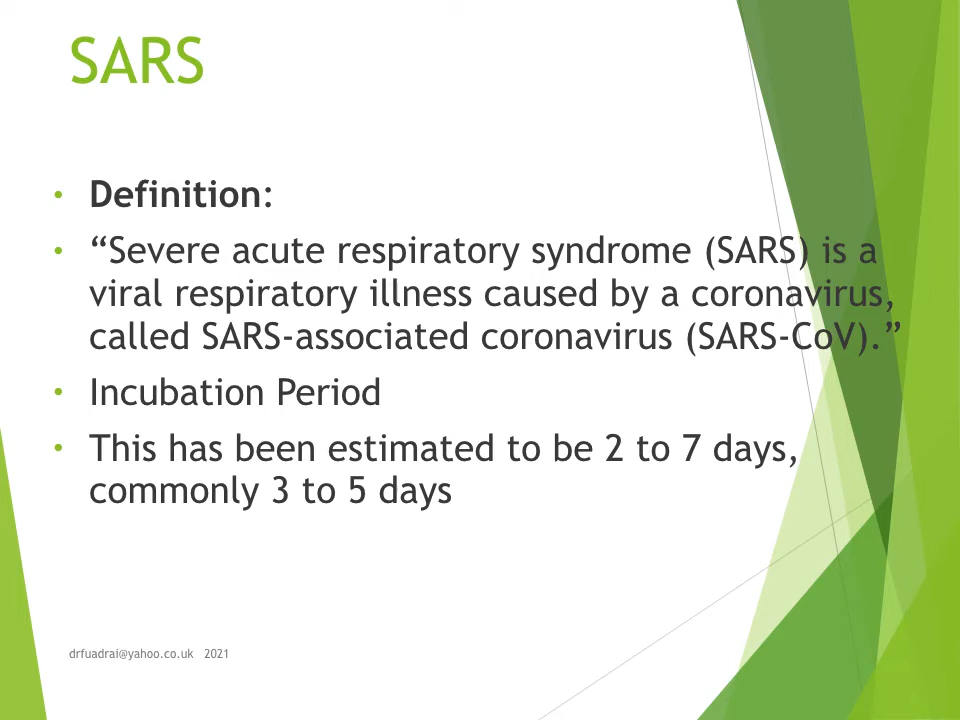 SARS
• Definition:
• “Severe acute respiratory syndrome (SARS) is a
viral respiratory illness caused by a coronavirus,
called SARS-associated coronavirus (SARS-CoV).”
• Incubation Period
• This has been estimated to be 2 to 7 days,
commonly 3 to 5 days
drfuadrai@yahoo.co.uk 2021